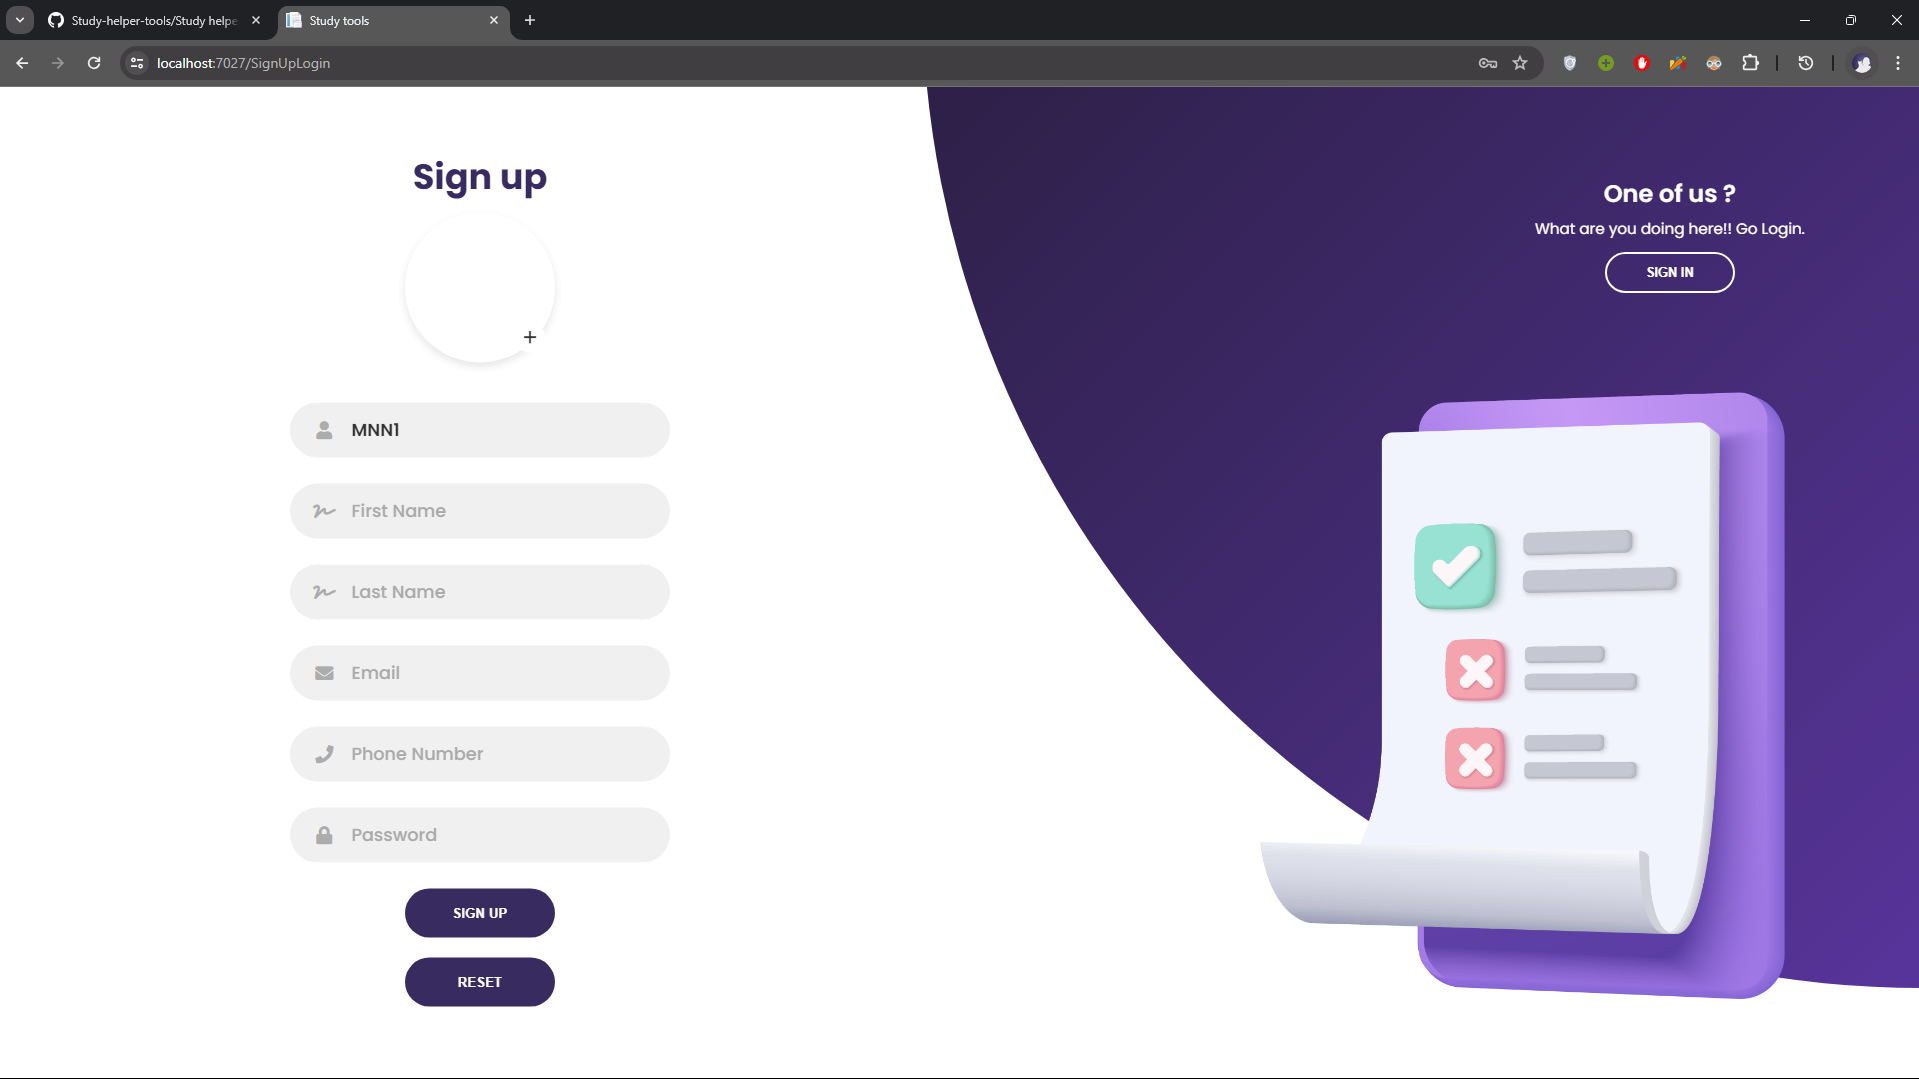 Study-helper-tools/Study helpe
Study tools
localhost:7027/SignUpLogin
Sign up
One of us ?
What are you doing here!! Go Login.
SIGN IN
MNN1
First Name
Last Name
Email
Phone Number
Password
SIGN UP
RESET